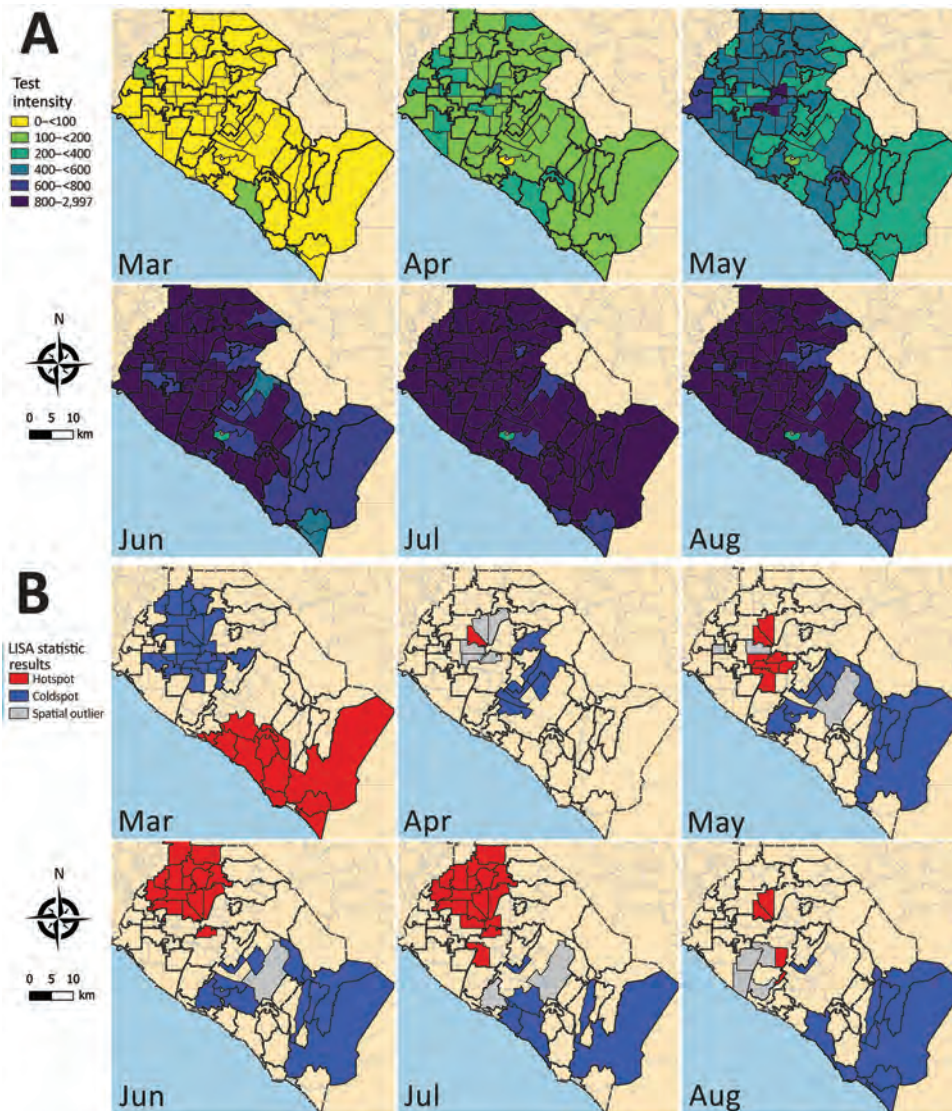 A
Test
intensity
0–<100
100–<200
200–<400
400–<600
600–<800
800–2,997
Mar
Apr
May
N
0 5 10
km
Jun
Jul
Aug
B
LISA statistic
results
Hotspot
Coldspot
Spatial outlier
Mar
Apr
May
N
0 5 10
km
Jun
Jul
Aug